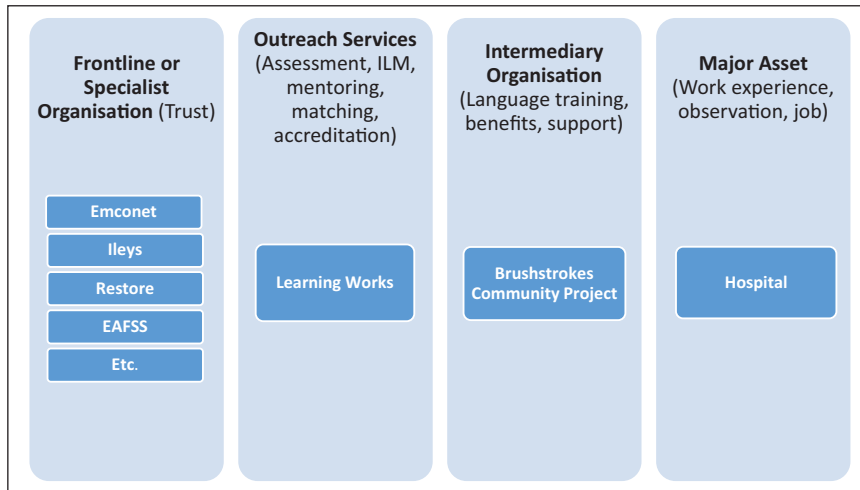 Frontline or
Specialist
Organisation (Trust)
Emconet
Ileys
Restore
EAFSS
Etc.
Outreach Services
(Assessment, ILM,
mentoring,
matching,
accreditation)
Learning Works
Intermediary
Organisation
(Language training,
benefits, support)
Brushstrokes
Community Project
Major Asset
(Work experience,
observation, job)
Hospital